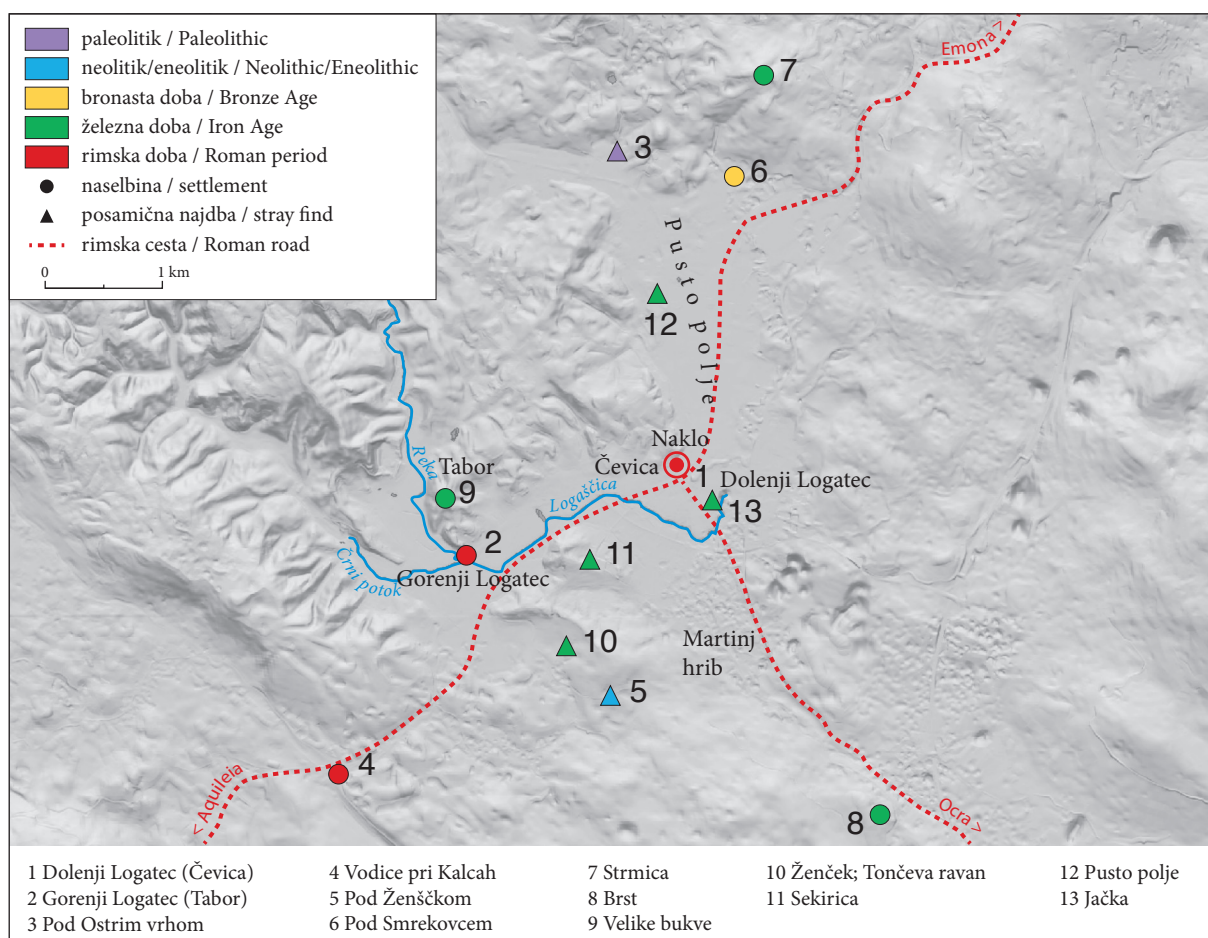 paleolitik / Paleolithic
neolitik/eneolitik / Neolithic/Eneolithic
bronasta doba / Bronze Age
železna doba / Iron Age
rimska doba / Roman period
naselbina / settlement
posamična najdba / stray find
rimska cesta / Roman road
0 1 km
Emona >
7
3
6
Pusto polje
12
Naklo
Čevica
1
Dolenji Logatec
13
Reka
Tabor
9
Logaščica
2
11
Črni potok
Gorenji Logatec
10
Martinj
hrib
5
4
< Aquileia
8
Ocra >
1 Dolenji Logatec (Čevica)
2 Gorenji Logatec (Tabor)
3 Pod Ostrim vrhom
4 Vodice pri Kalcah
5 Pod Ženščkom
6 Pod Smrekovcem
7 Strmica
8 Brst
9 Velike bukve
10 Ženček; Tončeva ravan
11 Sekirica
12 Pusto polje
13 Jačka